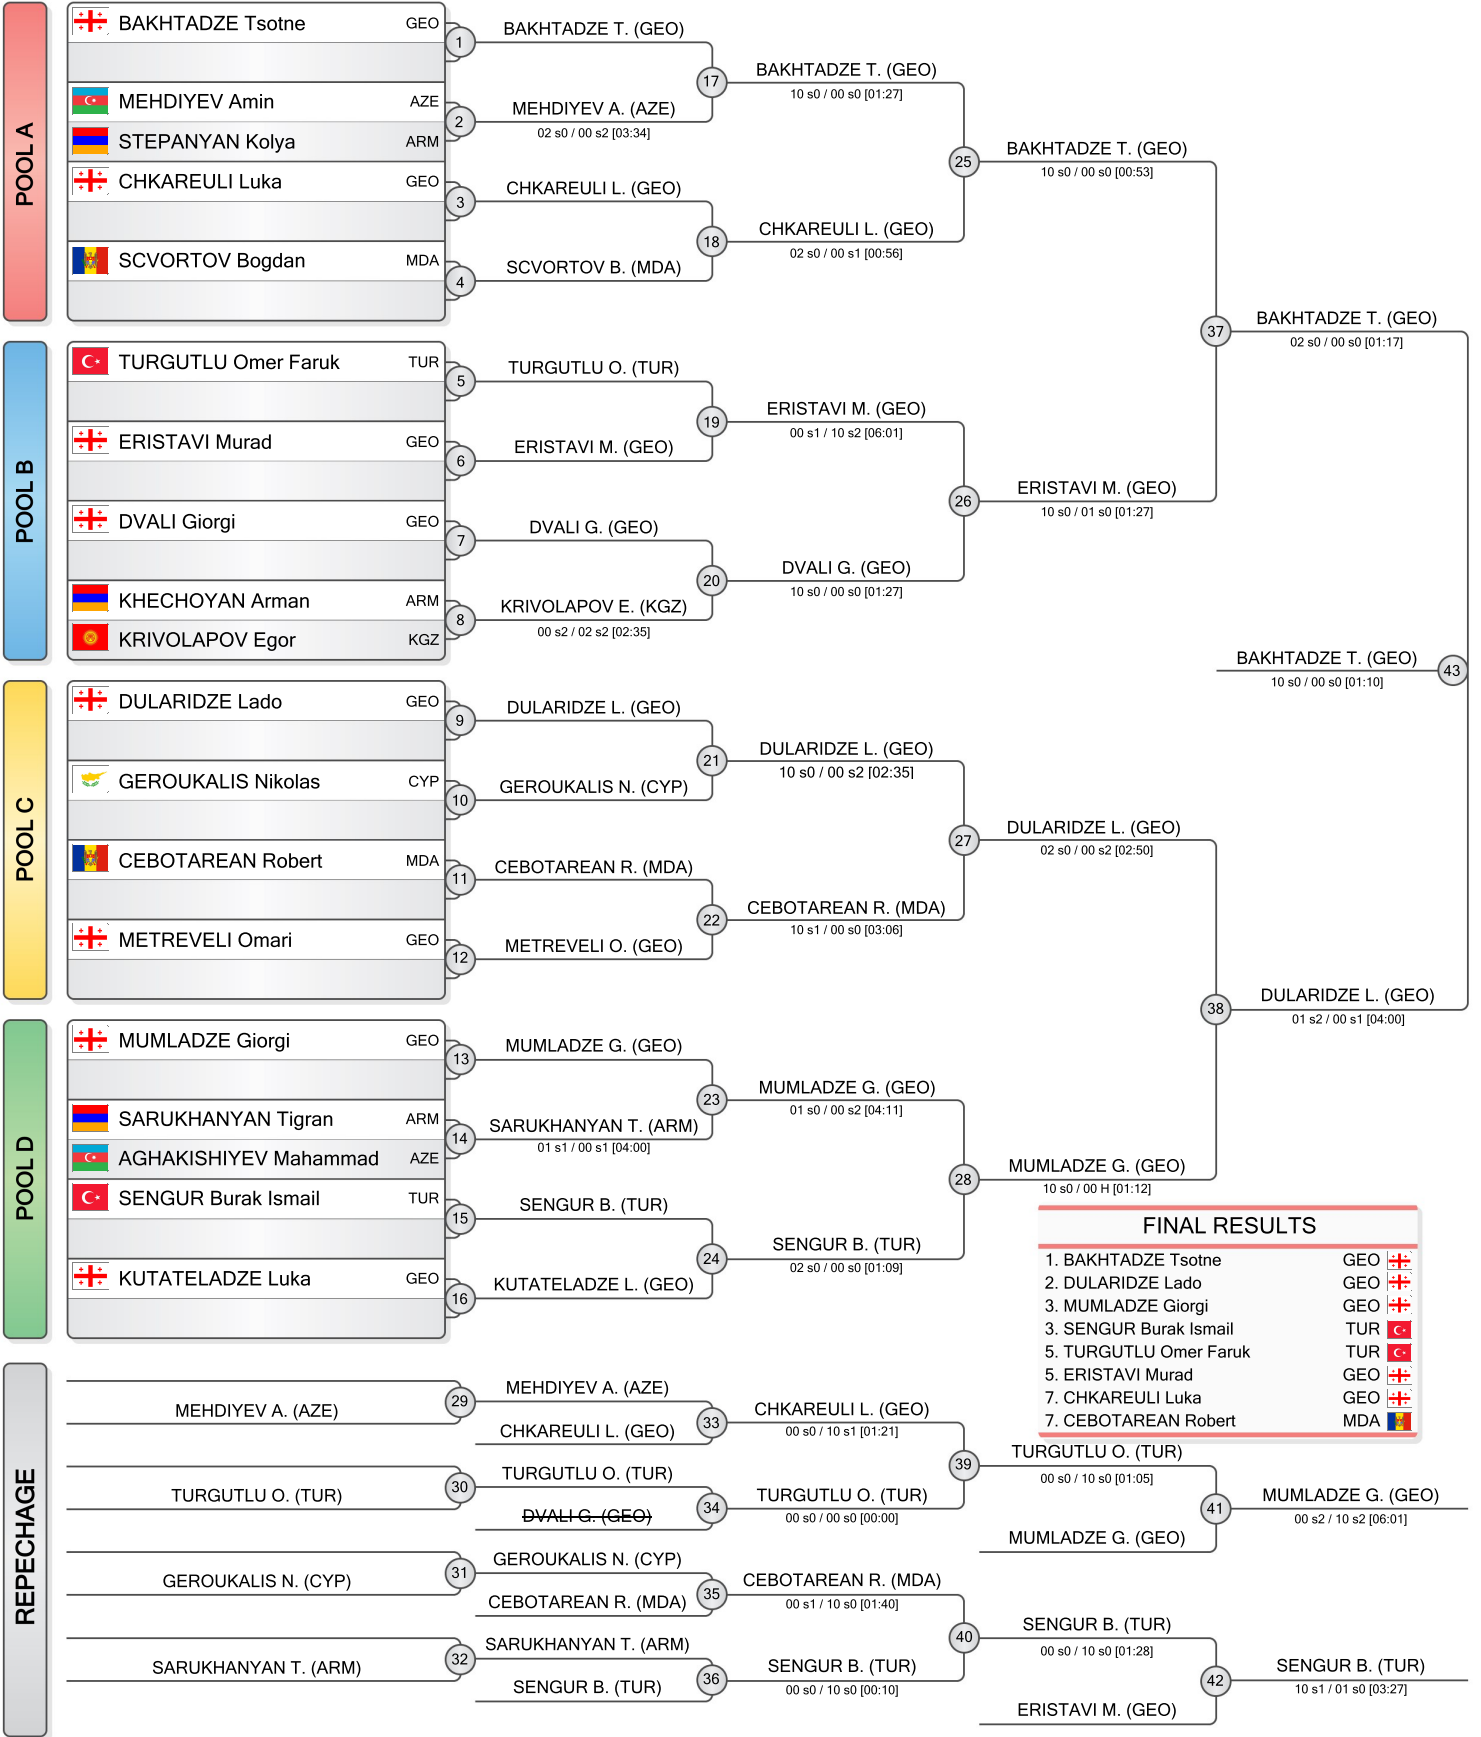 POOL A
BAKHTADZE Tsotne GEO
MEHDIYEV Amin AZE
STEPANYAN Kolya ARM
CHKAREULI Luka GEO
SCVORTOV Bogdan MDA
1
2
3
4
BAKHTADZE T. (GEO)
MEHDIYEV A. (AZE)
02 s0 / 00 s2 [03:34]
CHKAREULI L. (GEO)
SCVORTOV B. (MDA)
17
18
BAKHTADZE T. (GEO)
10 s0 / 00 s0 [01:27]
CHKAREULI L. (GEO)
02 s0 / 00 s1 [00:56]
25
BAKHTADZE T. (GEO)
10 s0 / 00 s0 [00:53]
POOL B
TURGUTLU Omer Faruk TUR
ERISTAVI Murad GEO
DVALI Giorgi GEO
KHECHOYAN Arman ARM
KRIVOLAPOV Egor KGZ
5
6
7
8
TURGUTLU O. (TUR)
ERISTAVI M. (GEO)
DVALI G. (GEO)
KRIVOLAPOV E. (KGZ)
00 s2 / 02 s2 [02:35]
19
20
ERISTAVI M. (GEO)
00 s1 / 10 s2 [06:01]
DVALI G. (GEO)
10 s0 / 00 s0 [01:27]
26
ERISTAVI M. (GEO)
10 s0 / 01 s0 [01:27]
37
BAKHTADZE T. (GEO)
02 s0 / 00 s0 [01:17]
BAKHTADZE T. (GEO)
10 s0 / 00 s0 [01:10]
43
POOL C
DULARIDZE Lado GEO
GEROUKALIS Nikolas CYP
CEBOTAREAN Robert MDA
METREVELI Omari GEO
9
10
11
12
DULARIDZE L. (GEO)
GEROUKALIS N. (CYP)
CEBOTAREAN R. (MDA)
METREVELI O. (GEO)
21
22
DULARIDZE L. (GEO)
10 s0 / 00 s2 [02:35]
CEBOTAREAN R. (MDA)
10 s1 / 00 s0 [03:06]
27
DULARIDZE L. (GEO)
02 s0 / 00 s2 [02:50]
POOL D
MUMLADZE Giorgi GEO
SARUKHANYAN Tigran ARM
AGHAKISHIYEV Mahammad AZE
SENGUR Burak Ismail TUR
KUTATELADZE Luka GEO
13
14
15
16
MUMLADZE G. (GEO)
SARUKHANYAN T. (ARM)
01 s1 / 00 s1 [04:00]
SENGUR B. (TUR)
KUTATELADZE L. (GEO)
23
24
MUMLADZE G. (GEO)
01 s0 / 00 s2 [04:11]
SENGUR B. (TUR)
02 s0 / 00 s0 [01:09]
28
MUMLADZE G. (GEO)
10 s0 / 00 H [01:12]
38
DULARIDZE L. (GEO)
01 s2 / 00 s1 [04:00]
FINAL RESULTS
1. BAKHTADZE Tsotne GEO
2. DULARIDZE Lado GEO
3. MUMLADZE Giorgi GEO
3. SENGUR Burak Ismail TUR
5. TURGUTLU Omer Faruk TUR
5. ERISTAVI Murad GEO
7. CHKAREULI Luka GEO
7. CEBOTAREAN Robert MDA
REPECHAGE
MEHDIYEV A. (AZE)
TURGUTLU O. (TUR)
GEROUKALIS N. (CYP)
SARUKHANYAN T. (ARM)
29
30
31
32
MEHDIYEV A. (AZE)
CHKAREULI L. (GEO)
TURGUTLU O. (TUR)
DVALI G. (GEO)
GEROUKALIS N. (CYP)
CEBOTAREAN R. (MDA)
SARUKHANYAN T. (ARM)
SENGUR B. (TUR)
33
34
35
36
CHKAREULI L. (GEO)
00 s0 / 10 s1 [01:21]
TURGUTLU O. (TUR)
00 s0 / 00 s0 [00:00]
CEBOTAREAN R. (MDA)
00 s1 / 10 s0 [01:40]
SENGUR B. (TUR)
00 s0 / 10 s0 [00:10]
39
40
TURGUTLU O. (TUR)
00 s0 / 10 s0 [01:05]
MUMLADZE G. (GEO)
SENGUR B. (TUR)
00 s0 / 10 s0 [01:28]
ERISTAVI M. (GEO)
41
42
MUMLADZE G. (GEO)
00 s2 / 10 s2 [06:01]
SENGUR B. (TUR)
10 s1 / 01 s0 [03:27]